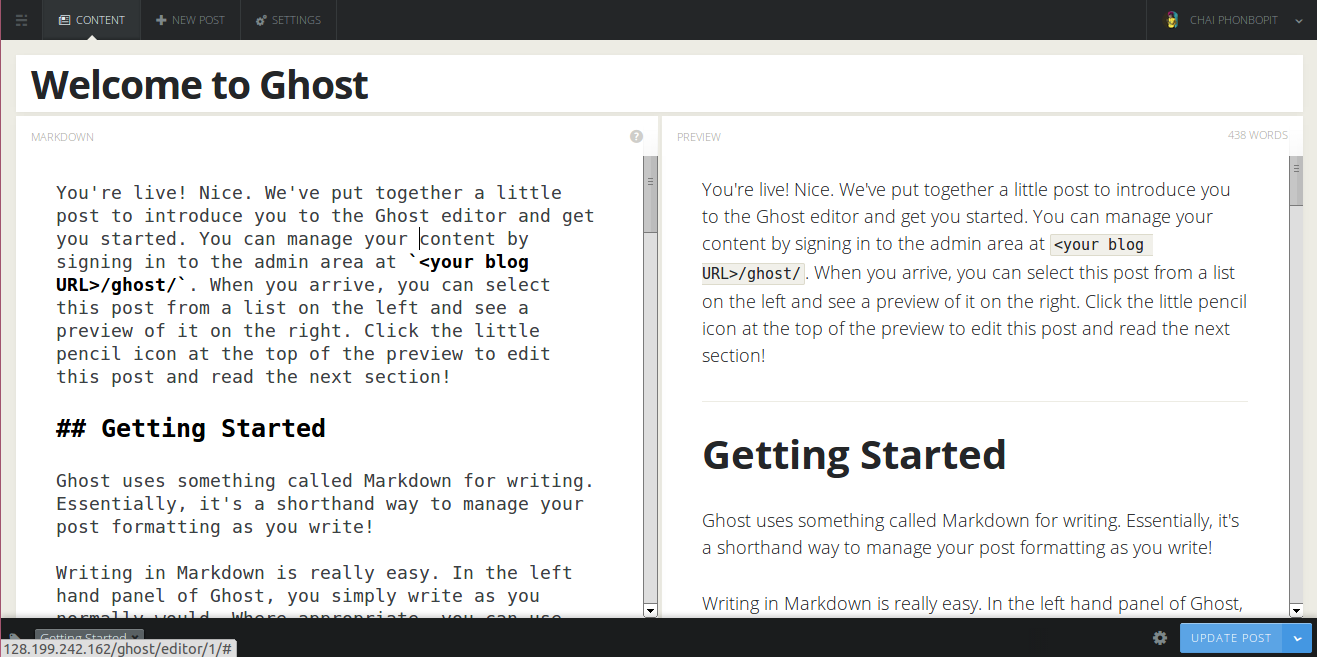 CONTENT
NEW POST
SETTINGS
CHAI PHONBOPIT
Welcome to Ghost
MARKDOWN
?
You're live! Nice. We've put together a little
post to introduce you to the Ghost editor and get
you started. You can manage your content by
signing in to the admin area at `<your blog
URL>/ghost/`. When you arrive, you can select
this post from a list on the left and see a
preview of it on the right. Click the little
pencil icon at the top of the preview to edit
this post and read the next section!
## Getting Started
Ghost uses something called Markdown for writing.
Essentially, it's a shorthand way to manage your
post formatting as you write!
Writing in Markdown is really easy. In the left
hand panel of Ghost, you simply write as you
normally would. Where appropriate, you can use
PREVIEW
438 WORDS
You're live! Nice. We've put together a little post to introduce you
to the Ghost editor and get you started. You can manage your
content by signing in to the admin area at <your blog
URL>/ghost/. When you arrive, you can select this post from a list
on the left and see a preview of it on the right. Click the little pencil
icon at the top of the preview to edit this post and read the next
section!
Getting Started
Ghost uses something called Markdown for writing. Essentially, it's
a shorthand way to manage your post formatting as you write!
Writing in Markdown is really easy. In the left hand panel of Ghost,
Getting Started ×
128.199.242.162/ghost/editor/1/#
UPDATE POST